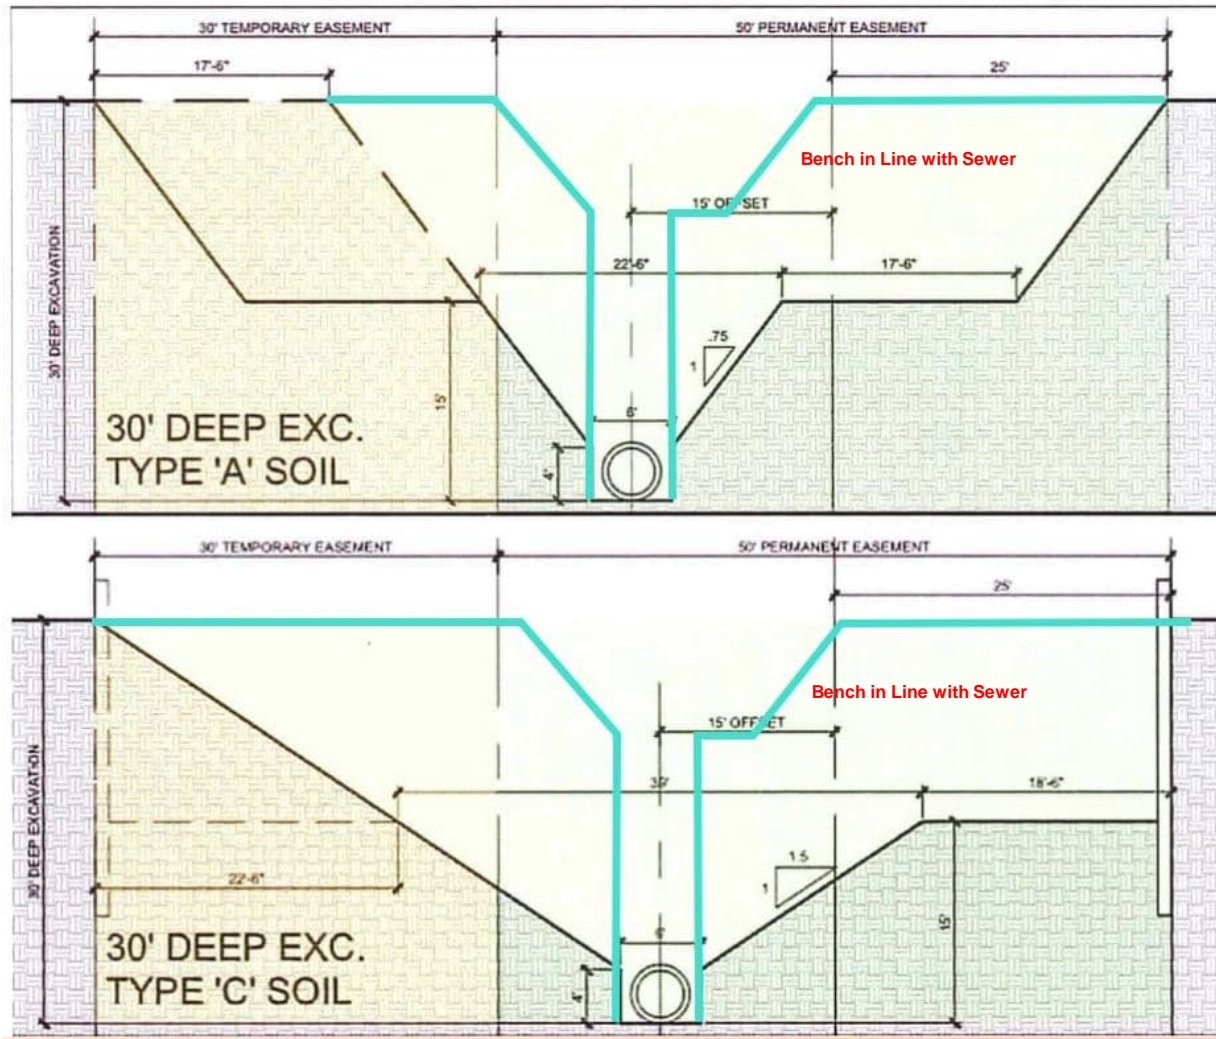 30' TEMPORARY EASEMENT
50' PERMANENT EASEMENT
17'-6"
25'
Bench in Line with Sewer
15' OFFSET
30' DEEP EXCAVATION
22'-6"
17'-6"
.75
1
15'
6'
4'
30' DEEP EXC.
TYPE 'A' SOIL
30' TEMPORARY EASEMENT
50' PERMANENT EASEMENT
25'
Bench in Line with Sewer
15' OFFSET
30' DEEP EXCAVATION
18'-6"
1.5
1
22'-6"
15'
6'
4'
30' DEEP EXC.
TYPE 'C' SOIL